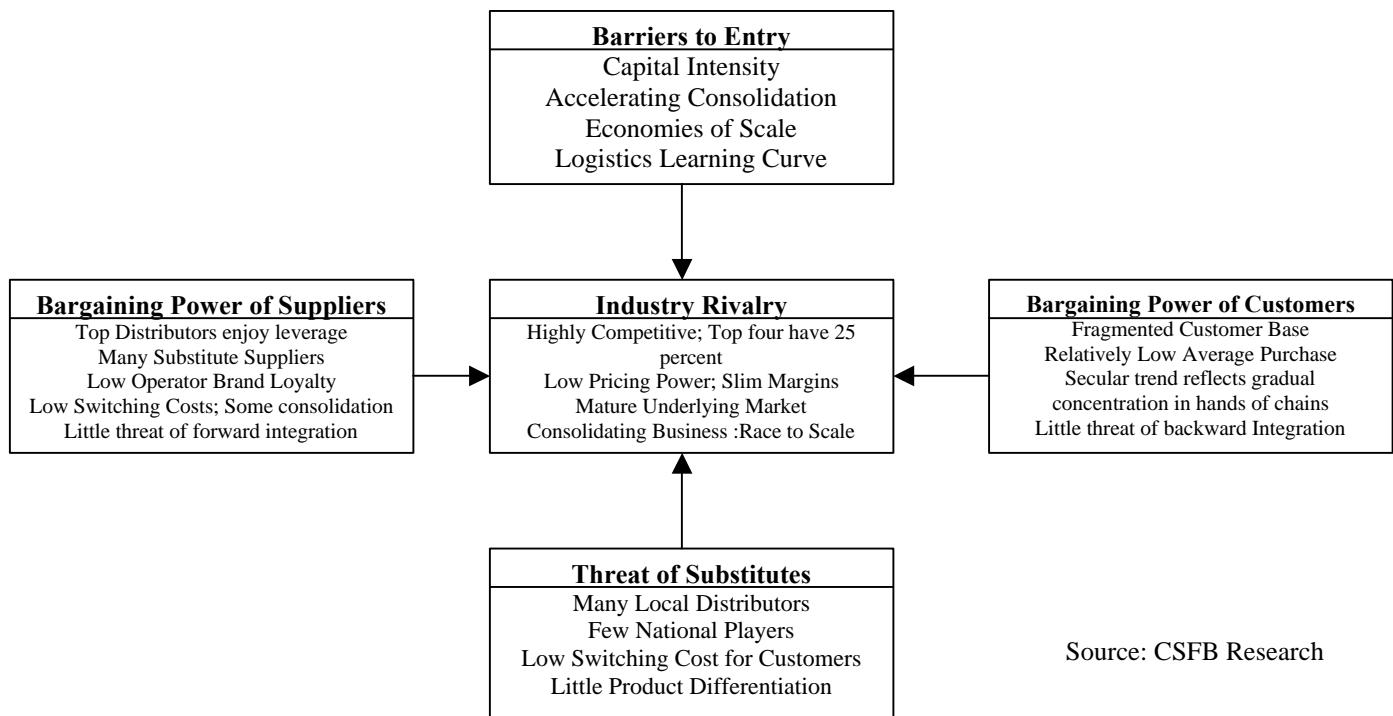 Barriers to Entry
Capital Intensity
Accelerating Consolidation
Economies of Scale
Logistics Learning Curve
Bargaining Power of Suppliers
Top Distributors enjoy leverage
Many Substitute Suppliers
Low Operator Brand Loyalty
Low Switching Costs; Some consolidation
Little threat of forward integration
Industry Rivalry
Highly Competitive; Top four have 25
percent
Low Pricing Power; Slim Margins
Mature Underlying Market
Consolidating Business :Race to Scale
Bargaining Power of Customers
Fragmented Customer Base
Relatively Low Average Purchase
Secular trend reflects gradual
concentration in hands of chains
Little threat of backward Integration
Threat of Substitutes
Many Local Distributors
Few National Players
Low Switching Cost for Customers
Little Product Differentiation
Source: CSFB Research